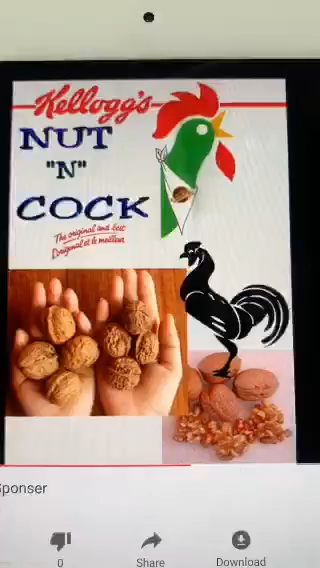 Kellogg's
NUT
"N"
COCK
The original and best
L'original et le meilleur
Sponser
0
Share
Download